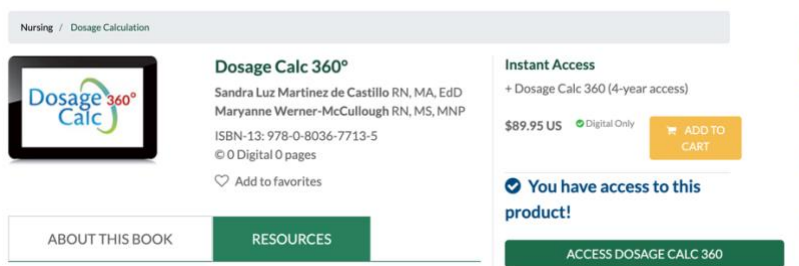 Nursing / Dosage Calculation
Dosage 360°
Calc
Dosage Calc 360°
Sandra Luz Martinez de Castillo RN, MA, EdD
Maryanne Werner-McCullough RN, MS, MNP
ISBN-13: 978-0-8036-7713-5
© 0 Digital 0 pages
Add to favorites
ABOUT THIS BOOK
RESOURCES
Instant Access
+ Dosage Calc 360 (4-year access)
$89.95 US
Digital Only
ADD TO
CART
You have access to this
product!
ACCESS DOSAGE CALC 360